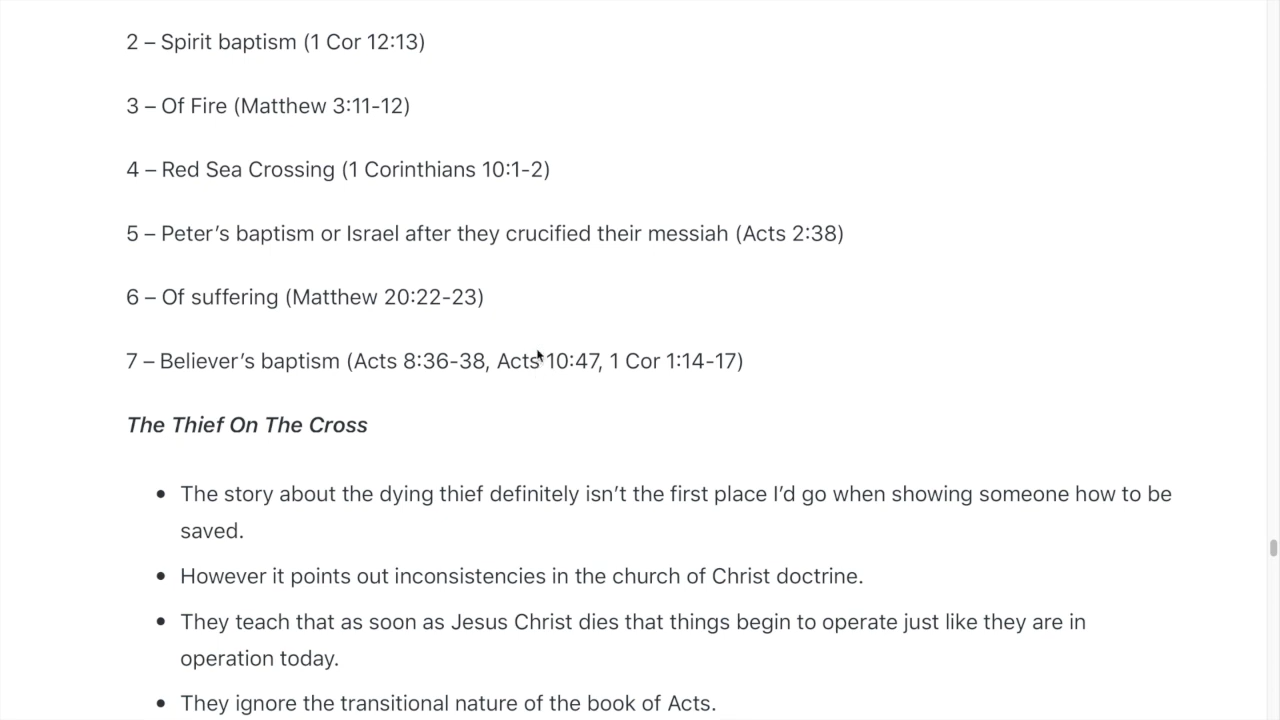 2 – Spirit baptism (1 Cor 12:13)
3 – Of Fire (Matthew 3:11-12)
4 – Red Sea Crossing (1 Corinthians 10:1-2)
5 – Peter’s baptism or Israel after they crucified their messiah (Acts 2:38)
6 – Of suffering (Matthew 20:22-23)
7 – Believer’s baptism (Acts 8:36-38, Acts 10:47, 1 Cor 1:14-17)
The Thief On The Cross
• The story about the dying thief definitely isn’t the first place I’d go when showing someone how to be
saved.
• However it points out inconsistencies in the church of Christ doctrine.
• They teach that as soon as Jesus Christ dies that things begin to operate just like they are in
operation today.
• They ignore the transitional nature of the book of Acts.